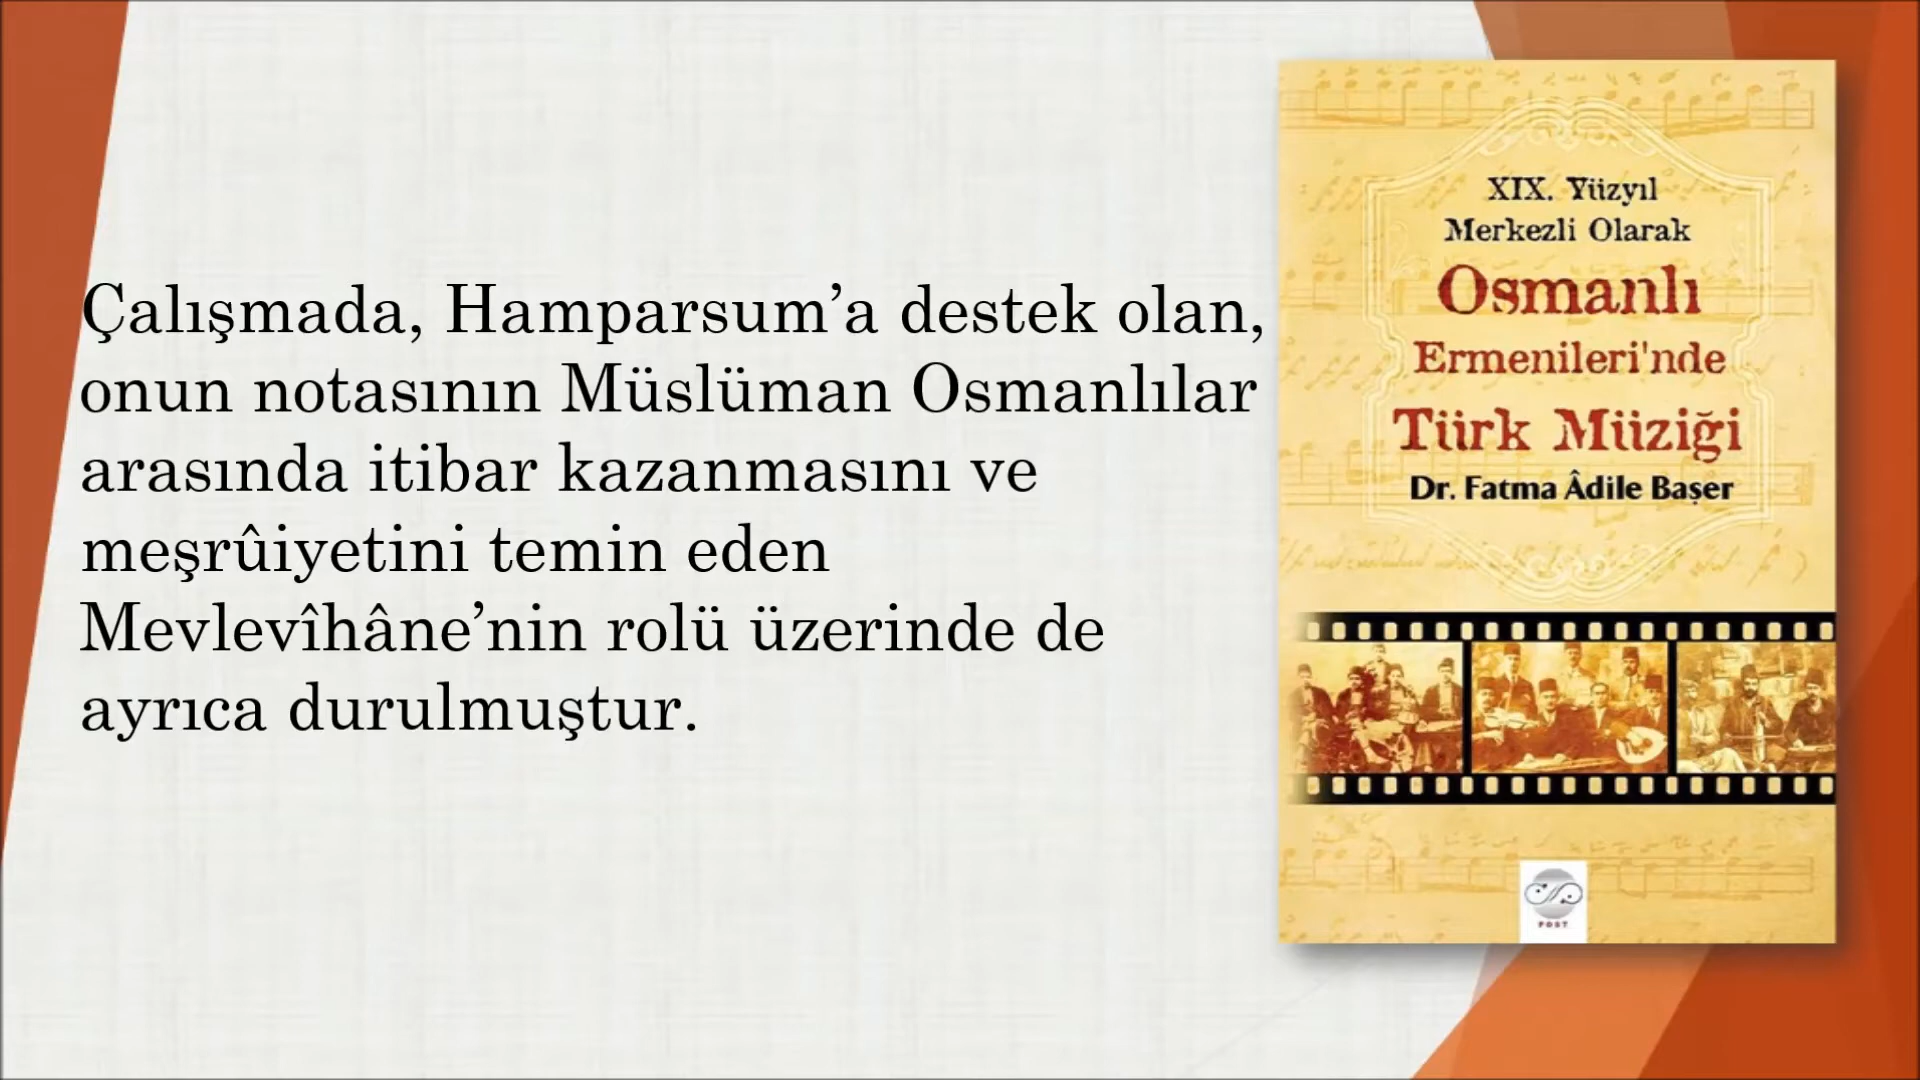 Çalışmada, Hamparsum’a destek olan,
onun notasının Müslüman Osmanlılar
arasında itibar kazanmasını ve
meşrûiyetini temin eden
Mevlevîhâne’nin rolü üzerinde de
ayrıca durulmuştur.
XIX. Yüzyıl
Merkezli Olarak
Osmanlı
Ermenileri'nde
Türk Müziği
Dr. Fatma Âdile Başer
POST